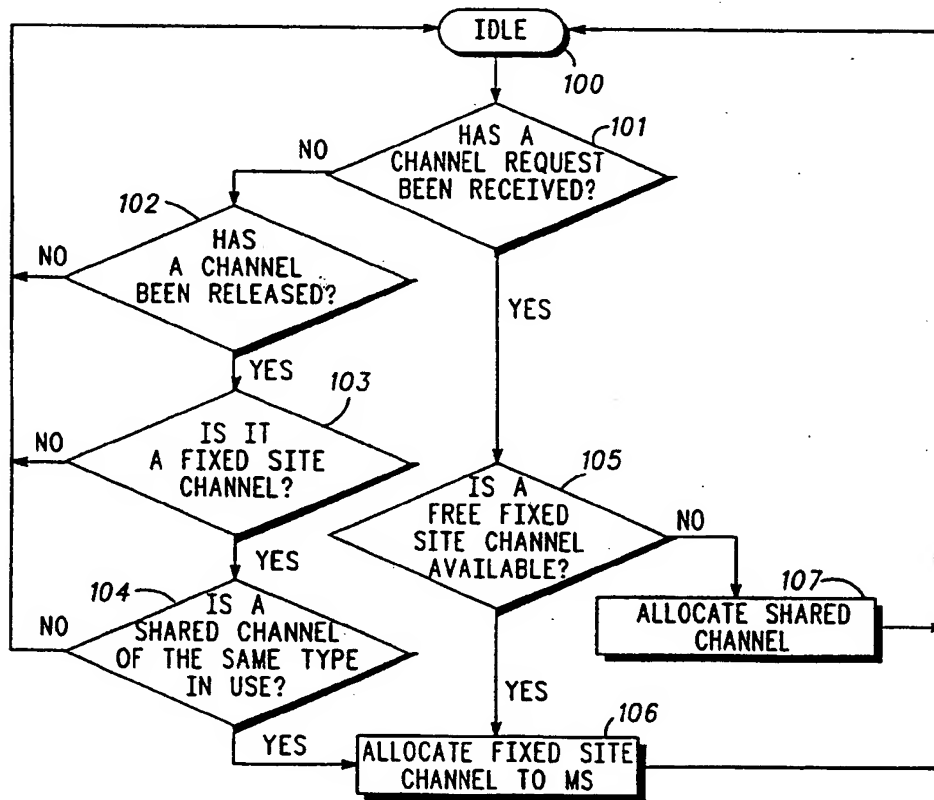 IDLE
100
HAS A
CHANNEL REQUEST
BEEN RECEIVED?
101
NO
YES
102
HAS
A CHANNEL
BEEN RELEASED?
NO
YES
103
IS IT
A FIXED SITE
CHANNEL?
NO
YES
104
IS A
SHARED CHANNEL
OF THE SAME TYPE
IN USE?
NO
YES
105
IS A
FREE FIXED
SITE CHANNEL
AVAILABLE?
NO
YES
107
ALLOCATE SHARED
CHANNEL
106
ALLOCATE FIXED SITE
CHANNEL TO MS